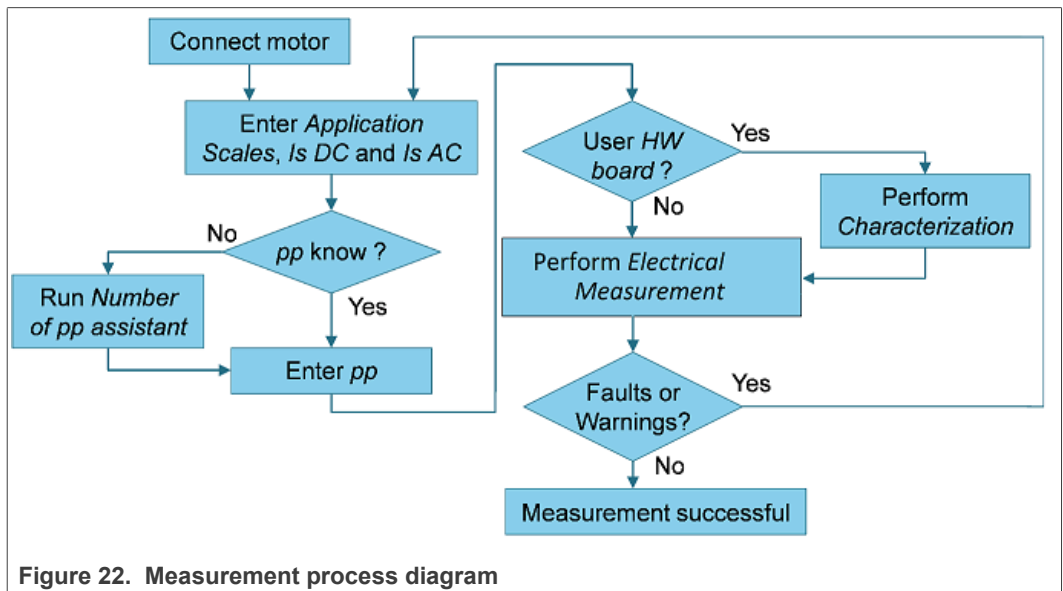 Connect motor
Enter Application
Scales, Is DC and Is AC
No
pp know ?
Yes
Run Number
of pp assistant
Enter pp
User HW
board ?
Yes
No
Perform
Characterization
Perform Electrical
Measurement
Faults or
Warnings?
Yes
No
Measurement successful
Figure 22. Measurement process diagram